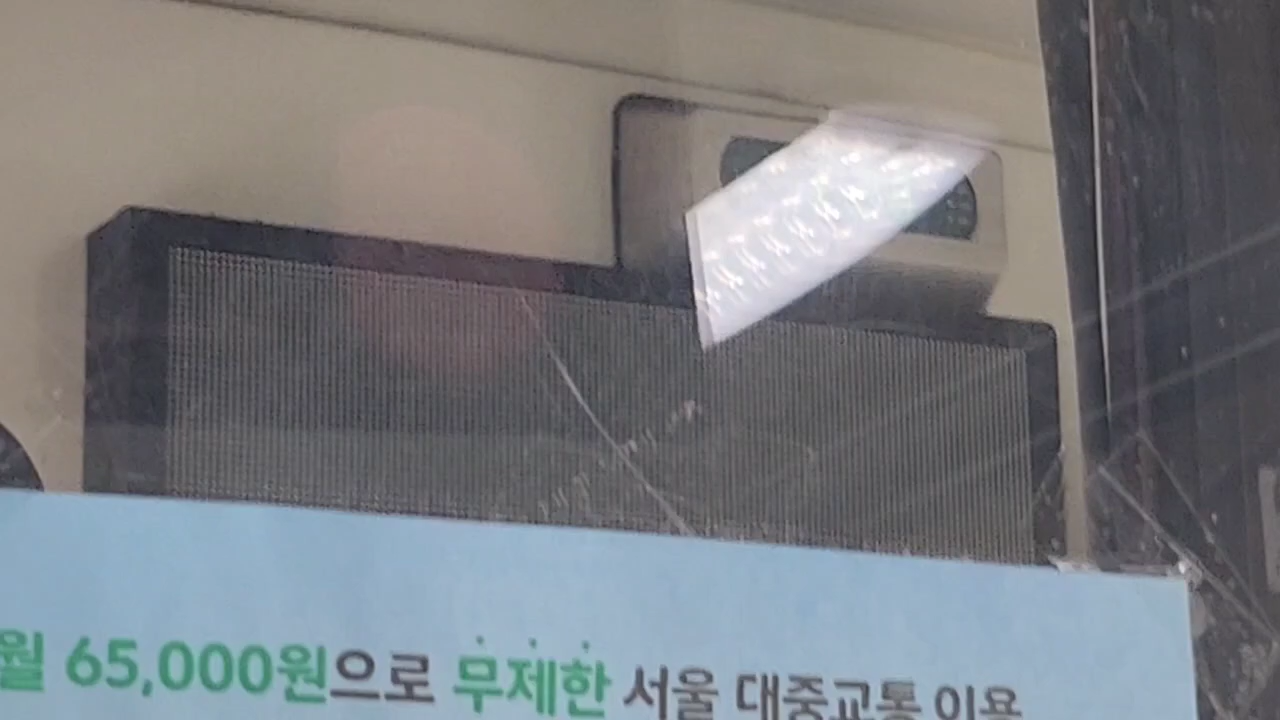 월 65,000원으로 무제한 서울 대중교통 이용